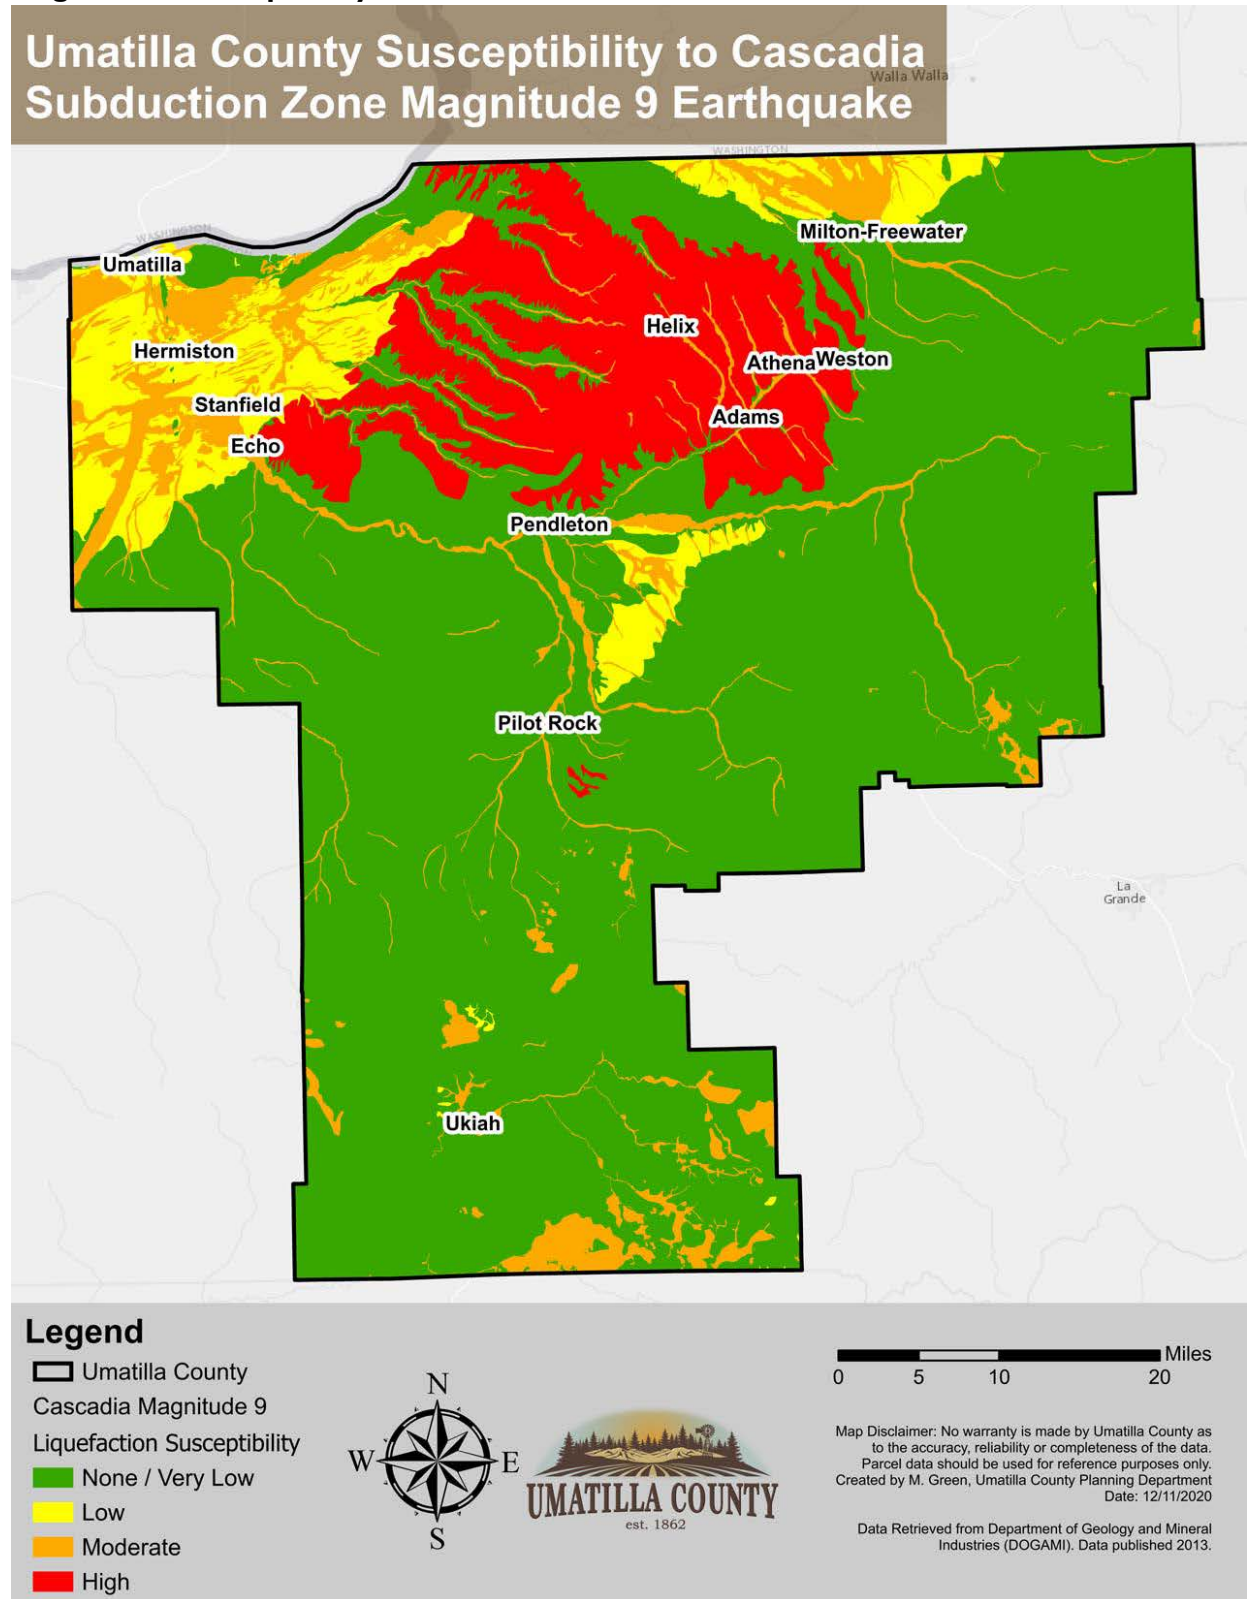 Umatilla County Susceptibility to Cascadia
Subduction Zone Magnitude 9 Earthquake
Walla Walla
WASHINGTON
WASHINGTON
Milton-Freewater
Umatilla
Helix
Hermiston
Athena
Weston
Stanfield
Adams
Echo
Pendleton
Pilot Rock
La
Grande
Ukiah
Legend
Umatilla County
Cascadia Magnitude 9
Liquefaction Susceptibility
None / Very Low
Low
Moderate
High
N
W
E
S
UMATILLA COUNTY
est. 1862
Miles
0 5 10 20
Map Disclaimer: No warranty is made by Umatilla County as
to the accuracy, reliability or completeness of the data.
Parcel data should be used for reference purposes only.
Created by M. Green, Umatilla County Planning Department
Date: 12/11/2020
Data Retrieved from Department of Geology and Mineral
Industries (DOGAMI). Data published 2013.